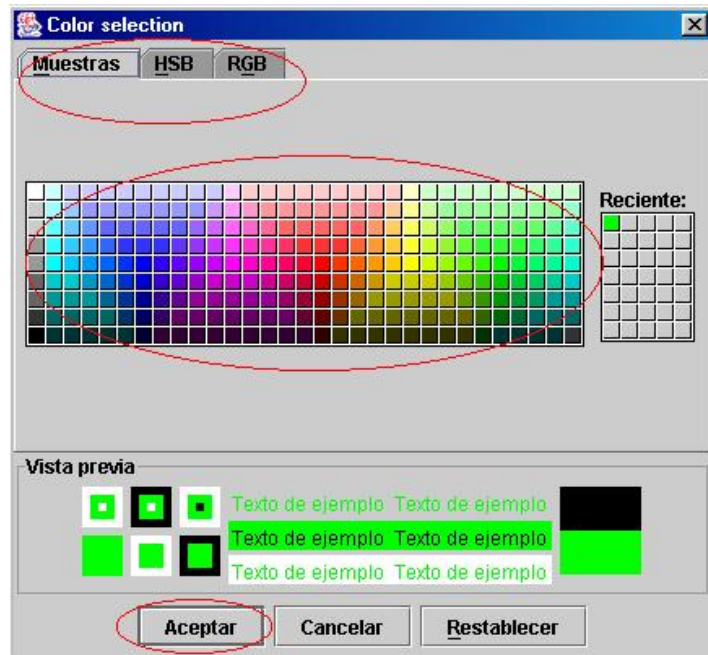 Color selection
Muestras HSB RGB
Reciente:
Vista previa
Texto de ejemplo Texto de ejemplo
Texto de ejemplo Texto de ejemplo
Texto de ejemplo Texto de ejemplo
Aceptar Cancelar Restablecer